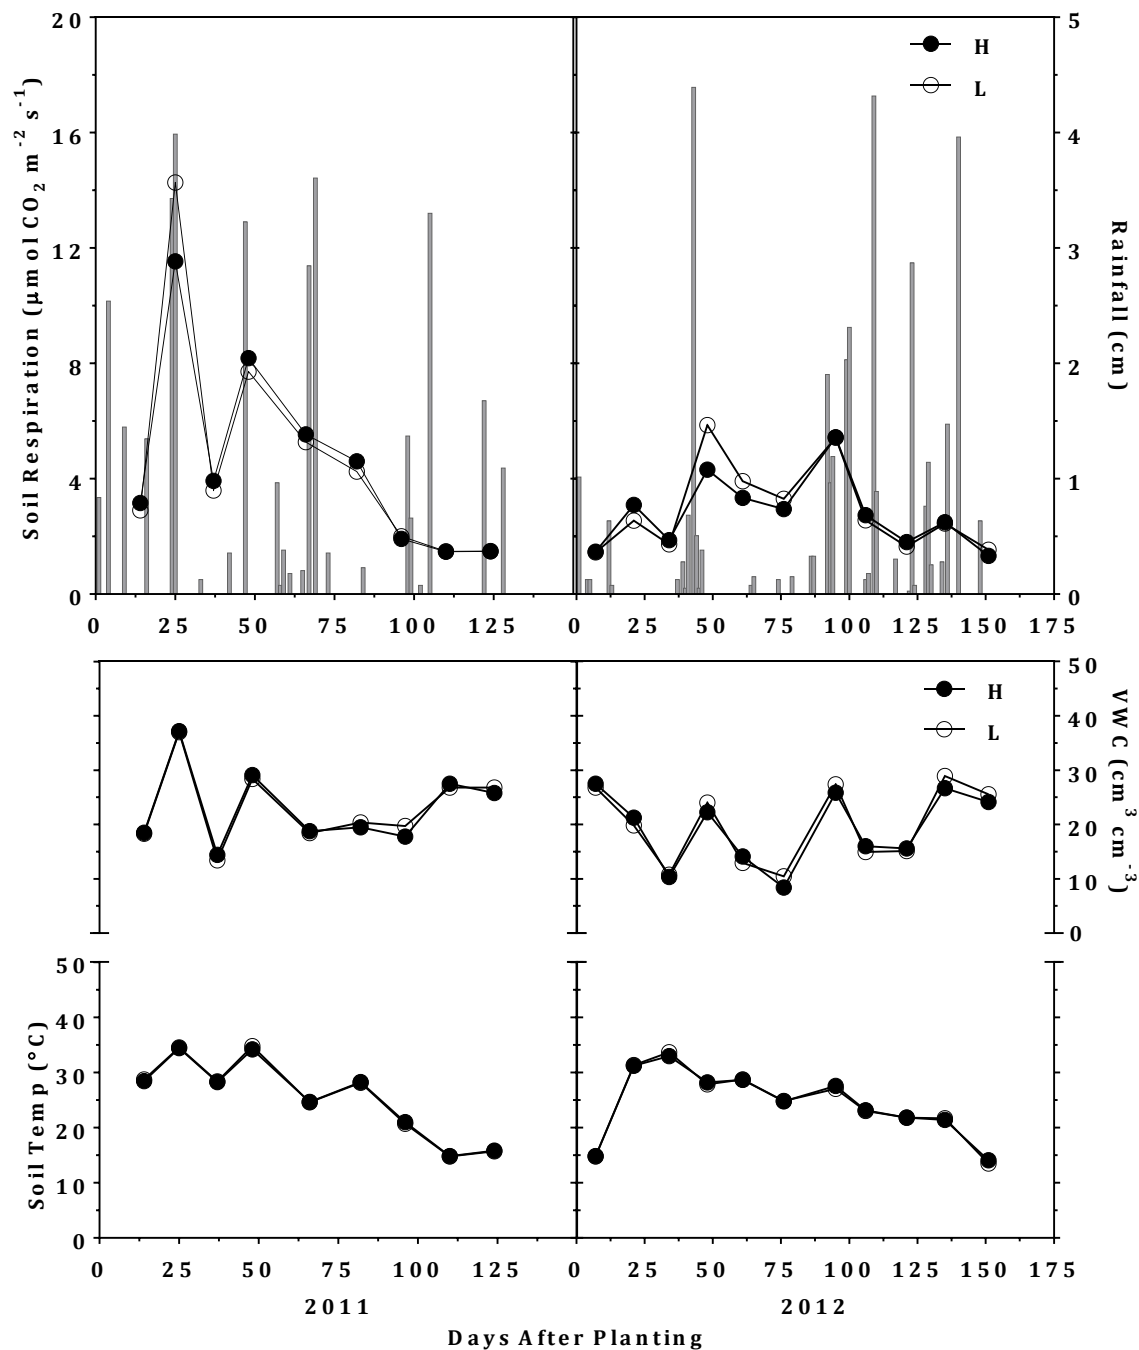 20
16
12
8
4
0
Soil Respiration (µmol CO2 m-2 s-1)
H
L
5
4
3
2
1
0
Rainfall (cm)
0 25 50 75 100 125
0 25 50 75 100 125 150 175
H
L
50
40
30
20
10
0
VWC (cm3 cm-3)
50
40
30
20
10
0
Soil Temp (°C)
0 25 50 75 100 125
0 25 50 75 100 125 150 175
2011
2012
Days After Planting